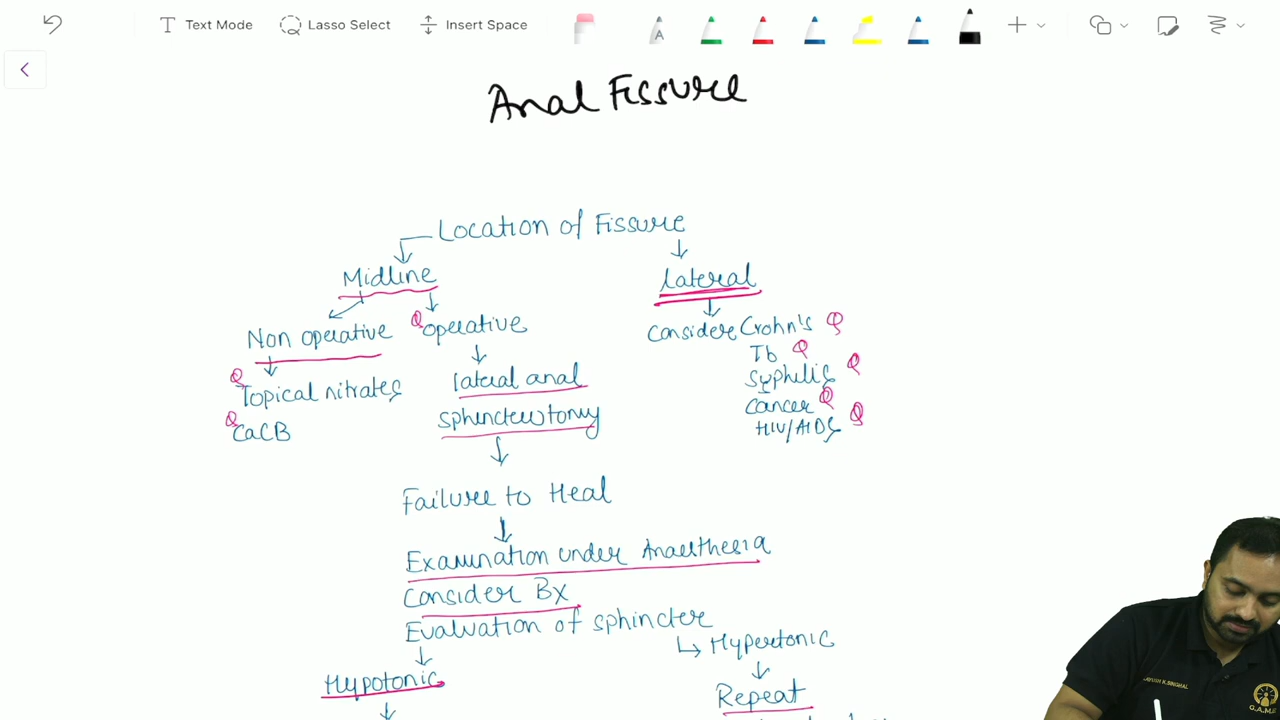 Text Mode
Lasso Select
Insert Space
A
Anal Fissure
Location of Fissure
Midline
Lateral
Non operative
Q operative
Consider Crohn's Q
Tb Q
Syphilis Q
Cancer Q
HIV/AIDS Q
Q Topical nitrates
Q CaCB
lateral anal
sphincterotomy
Failure to Heal
Examination under Anaesthesia
Consider Bx
Evaluation of sphincter
Hypertonic
Hypotonic
Repeat
G.A.M.S